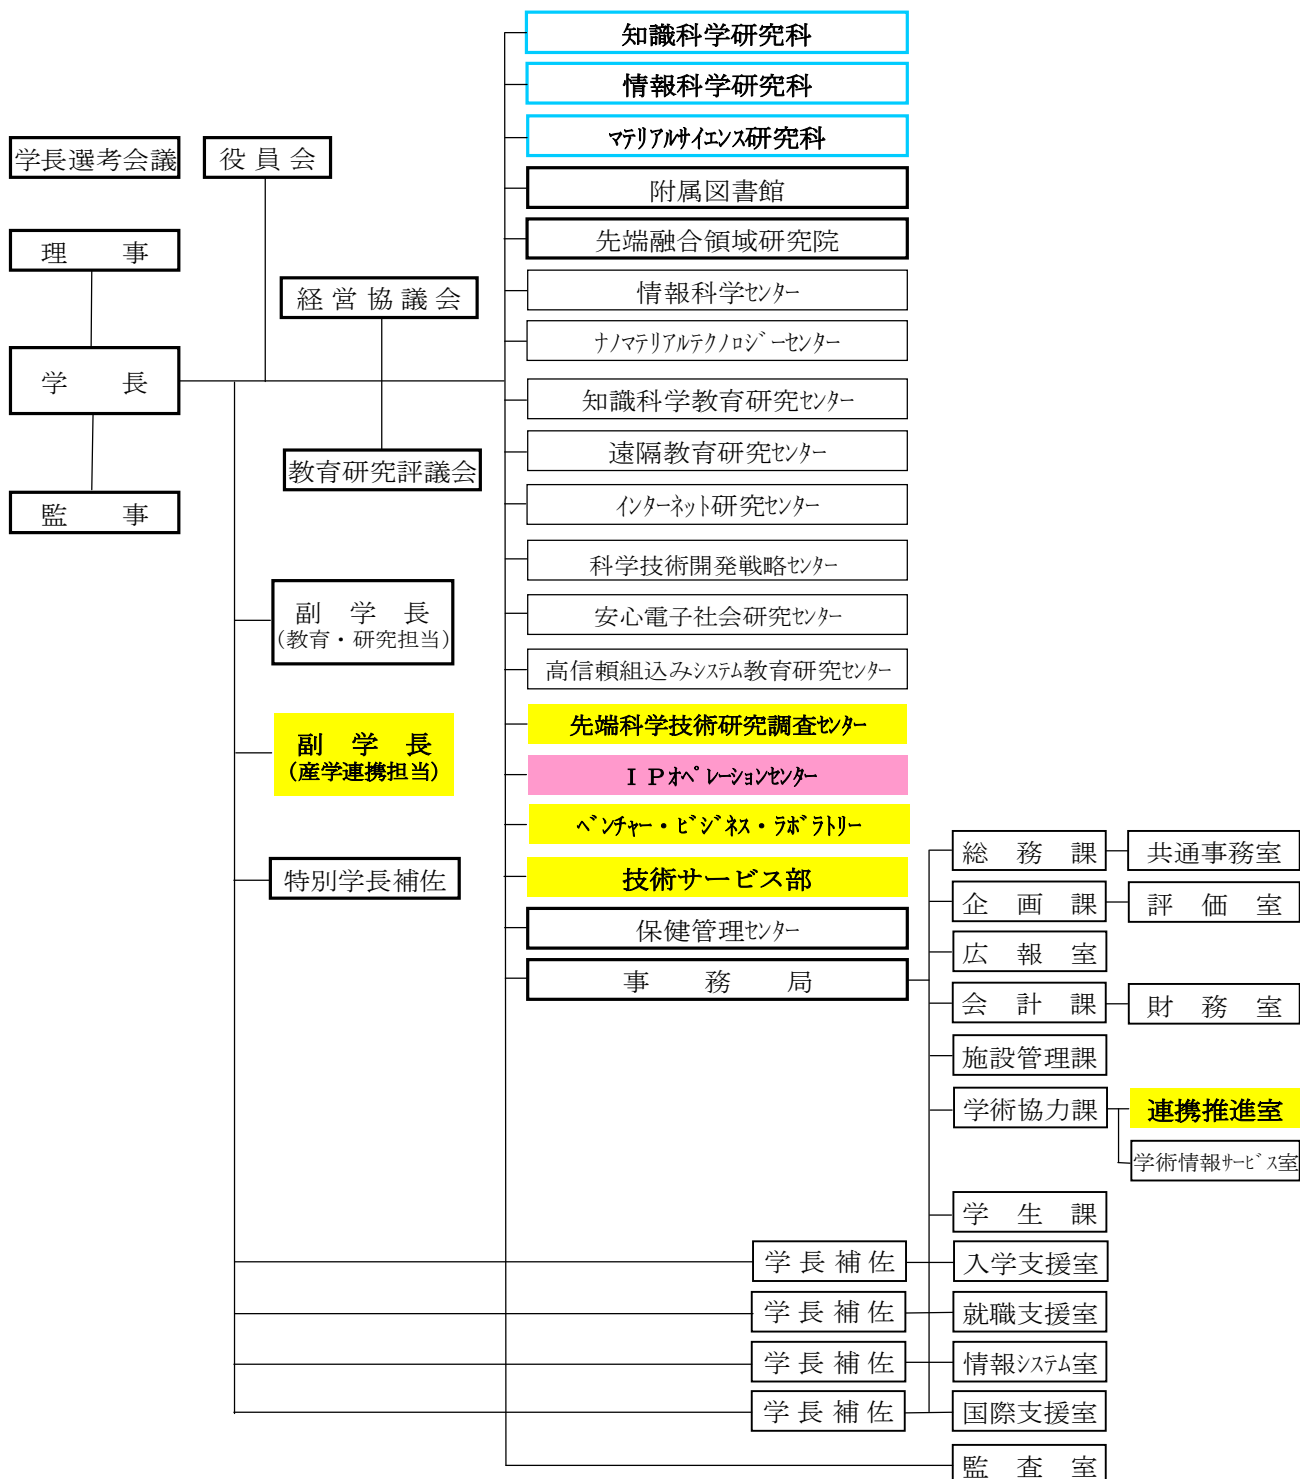 学長選考会議
役員会
理事
経営協議会
学長
教育研究評議会
監事
副学長
(教育・研究担当)
副学長
(産学連携担当)
特別学長補佐
知識科学研究科
情報科学研究科
マテリアルサイエンス研究科
附属図書館
先端融合領域研究院
情報科学センター
ナノマテリアルテクノロジーセンター
知識科学教育研究センター
遠隔教育研究センター
インターネット研究センター
科学技術開発戦略センター
安心電子社会研究センター
高信頼組込みシステム教育研究センター
先端科学技術研究調査センター
ＩＰオペレーションセンター
ベンチャー・ビジネス・ラボラトリー
技術サービス部
保健管理センター
事務局
総務課
共通事務室
企画課
評価室
広報室
会計課
財務室
施設管理課
学術協力課
連携推進室
学術情報サービス室
学生課
学長補佐
入学支援室
学長補佐
就職支援室
学長補佐
情報システム室
学長補佐
国際支援室
監査室